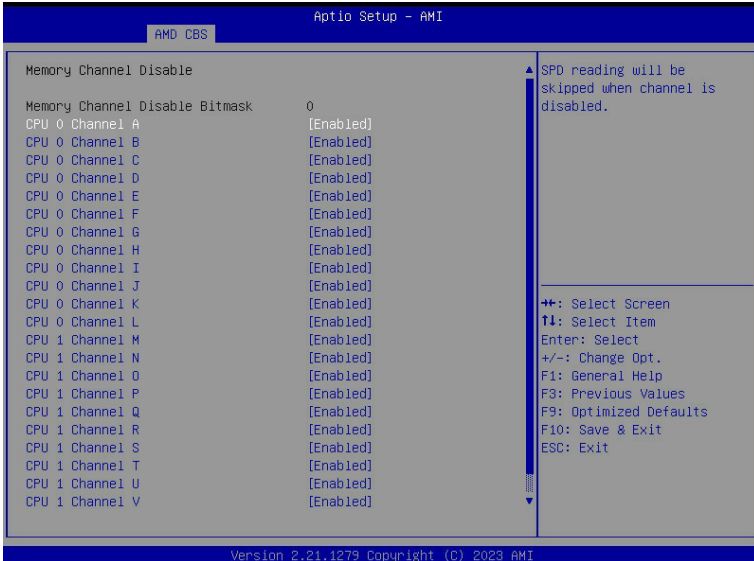 Aptio Setup - AMI
AMD CBS
Memory Channel Disable
Memory Channel Disable Bitmask 0
CPU 0 Channel A [Enabled]
CPU 0 Channel B [Enabled]
CPU 0 Channel C [Enabled]
CPU 0 Channel D [Enabled]
CPU 0 Channel E [Enabled]
CPU 0 Channel F [Enabled]
CPU 0 Channel G [Enabled]
CPU 0 Channel H [Enabled]
CPU 0 Channel I [Enabled]
CPU 0 Channel J [Enabled]
CPU 0 Channel K [Enabled]
CPU 0 Channel L [Enabled]
CPU 1 Channel M [Enabled]
CPU 1 Channel N [Enabled]
CPU 1 Channel O [Enabled]
CPU 1 Channel P [Enabled]
CPU 1 Channel Q [Enabled]
CPU 1 Channel R [Enabled]
CPU 1 Channel S [Enabled]
CPU 1 Channel T [Enabled]
CPU 1 Channel U [Enabled]
CPU 1 Channel V [Enabled]
SPD reading will be
skipped when channel is
disabled.
→←: Select Screen
↑↓: Select Item
Enter: Select
+/-: Change Opt.
F1: General Help
F3: Previous Values
F9: Optimized Defaults
F10: Save & Exit
ESC: Exit
Version 2.21.1279 Copyright (C) 2023 AMI